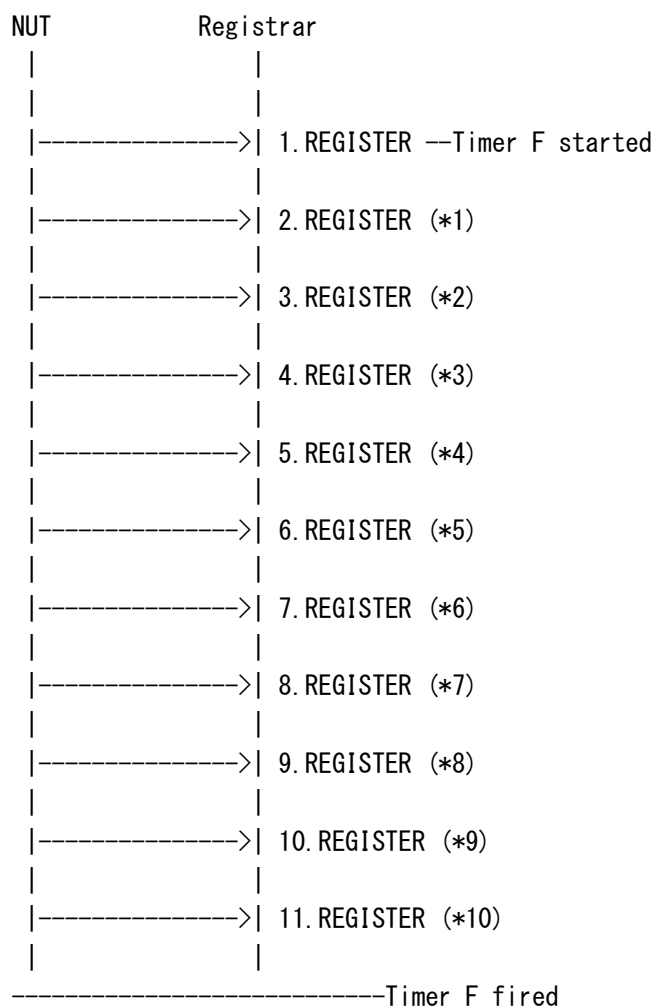 NUT Registrar
1.REGISTER --Timer F started
2.REGISTER (*1)
3.REGISTER (*2)
4.REGISTER (*3)
5.REGISTER (*4)
6.REGISTER (*5)
7.REGISTER (*6)
8.REGISTER (*7)
9.REGISTER (*8)
10.REGISTER (*9)
11.REGISTER (*10)
Timer F fired